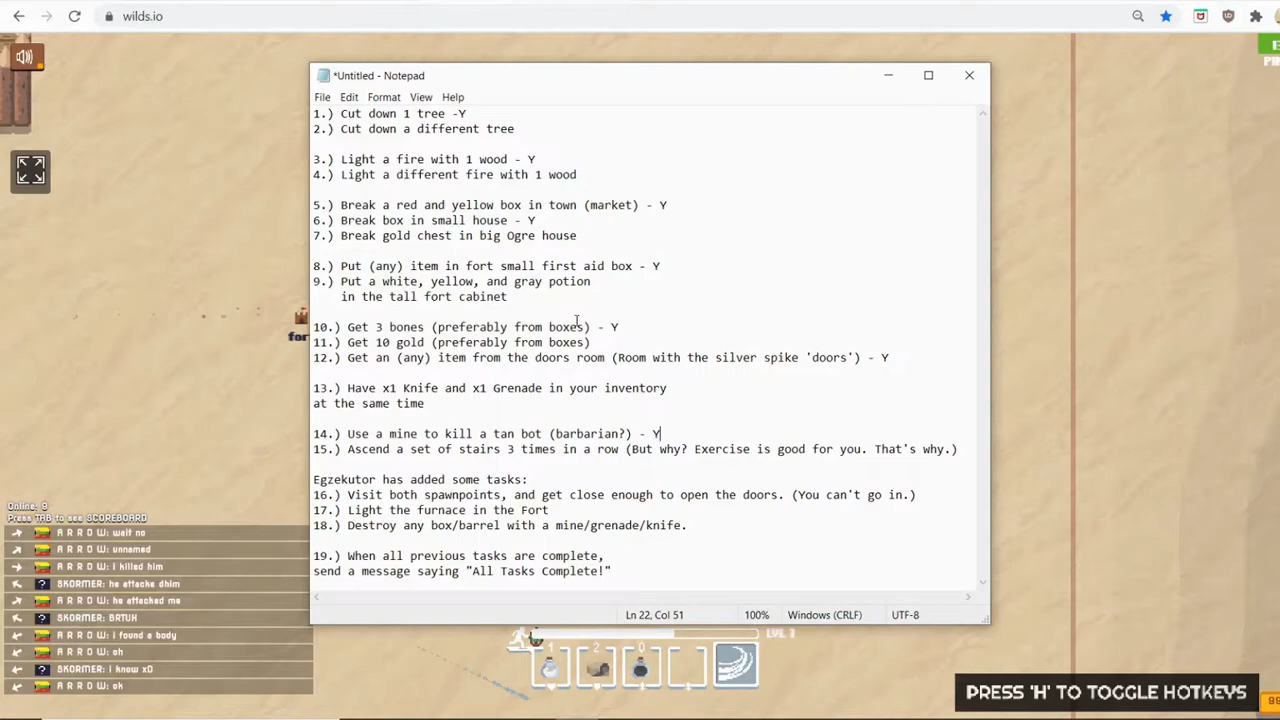 wilds.io
*Untitled - Notepad
File Edit Format View Help
1.) Cut down 1 tree -Y
2.) Cut down a different tree
3.) Light a fire with 1 wood - Y
4.) Light a different fire with 1 wood
5.) Break a red and yellow box in town (market) - Y
6.) Break box in small house - Y
7.) Break gold chest in big Ogre house
8.) Put (any) item in fort small first aid box - Y
9.) Put a white, yellow, and gray potion
in the tall fort cabinet
10.) Get 3 bones (preferably from boxes) - Y
11.) Get 10 gold (preferably from boxes)
12.) Get an (any) item from the doors room (Room with the silver spike 'doors') - Y
13.) Have x1 Knife and x1 Grenade in your inventory
at the same time
14.) Use a mine to kill a tan bot (barbarian?) - Y
15.) Ascend a set of stairs 3 times in a row (But why? Exercise is good for you. That's why.)
Egzekutor has added some tasks:
16.) Visit both spawnpoints, and get close enough to open the doors. (You can't go in.)
17.) Light the furnace in the Fort
18.) Destroy any box/barrel with a mine/grenade/knife.
19.) When all previous tasks are complete,
send a message saying "All Tasks Complete!"
Ln 22, Col 51 100% Windows (CRLF) UTF-8
Online: 9
Press TAB to see SCOREBOARD
A R R O W: wait no
A R R O W: unnamed
A R R O W: i killed him
SKORMER: he attacke dhim
A R R O W: he attacked me
SKORMER: BRTUH
A R R O W: i found a body
A R R O W: oh
SKORMER: i know xD
A R R O W: ok
1 2 0
PRESS 'H' TO TOGGLE HOTKEYS